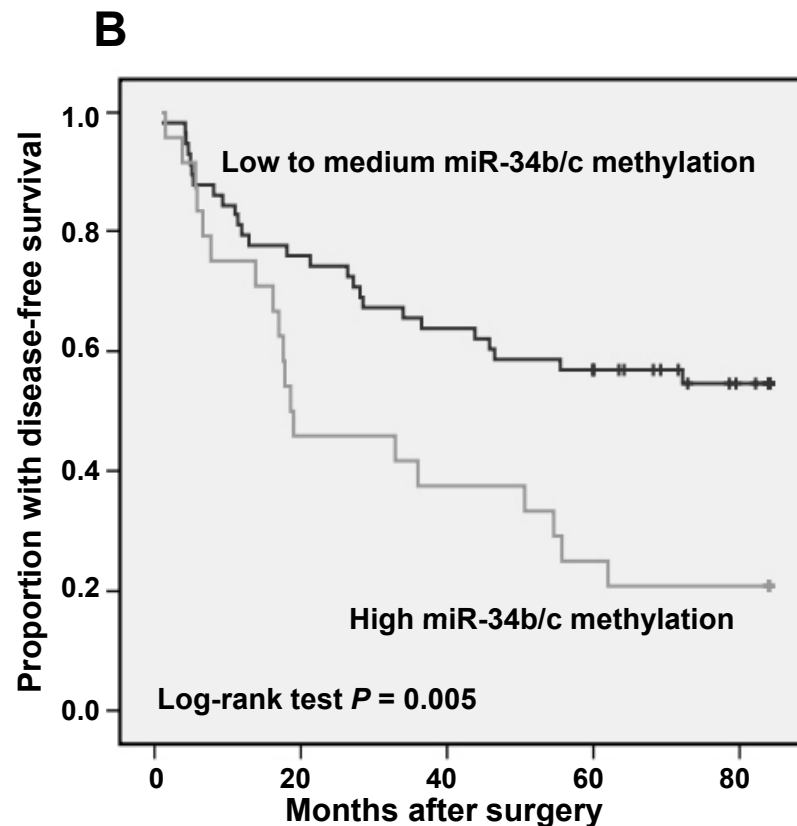 B
Proportion with disease-free survival
1.0
0.8
0.6
0.4
0.2
0.0
Low to medium miR-34b/c methylation
High miR-34b/c methylation
Log-rank test P = 0.005
0 20 40 60 80
Months after surgery